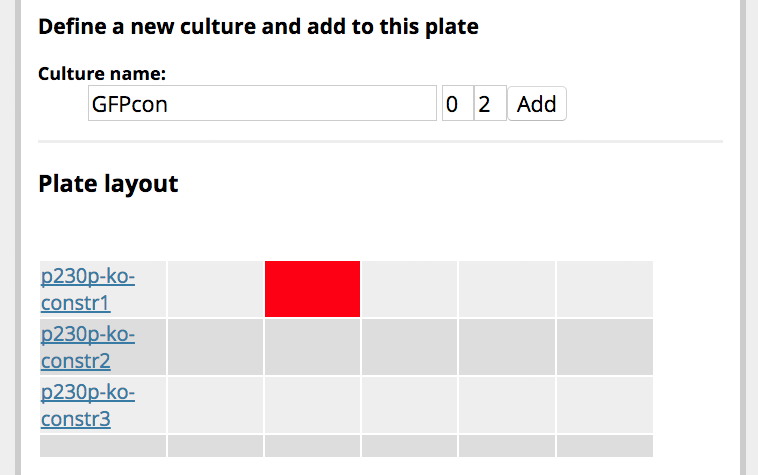 Define a new culture and add to this plate
Culture name:
GFPcon 0 2 Add
Plate layout
p230p-ko-
constr1
p230p-ko-
constr2
p230p-ko-
constr3